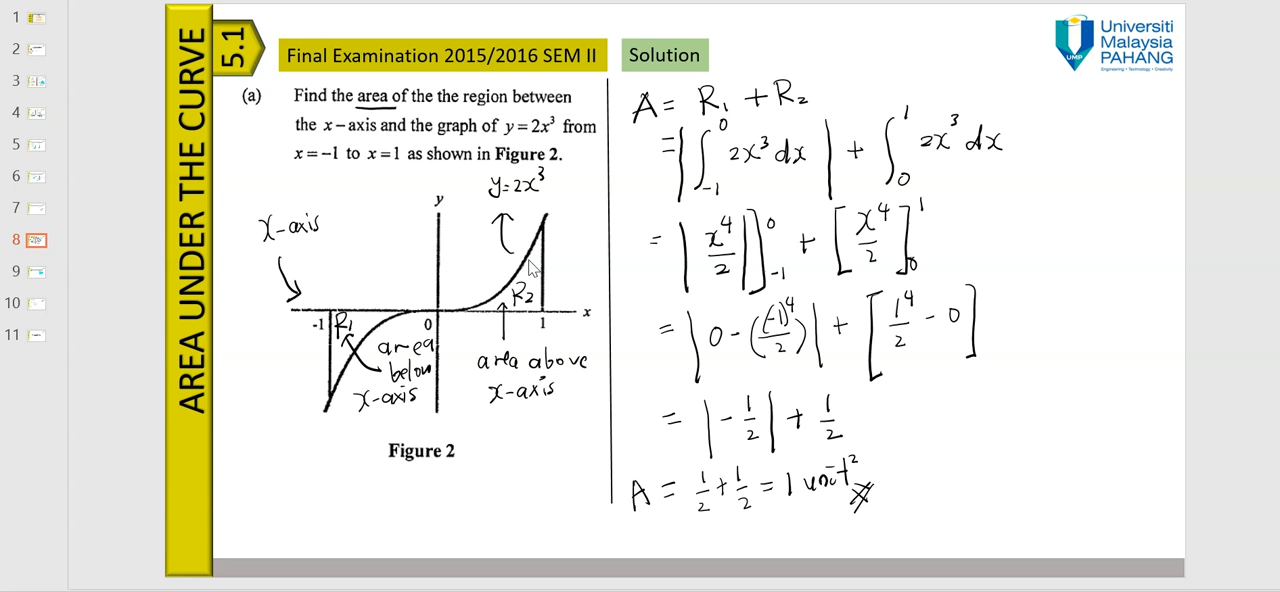 1
2
3
4
5
6
7
8
9
10
11
AREA UNDER THE CURVE
5.1
Final Examination 2015/2016 SEM II
Solution
Universiti
Malaysia
PAHANG
Engineering • Technology • Creativity
UMP
(a) Find the area of the the region between
the x-axis and the graph of y=2x³ from
x=-1 to x=1 as shown in Figure 2.
y=2x³
y
x-axis
R₂
-1
R₁
0
1
x
area
below
x-axis
area above
x-axis
Figure 2
A = R₁ + R₂
= |∫₋₁⁰ 2x³ dx| + ∫₀¹ 2x³ dx
= |x⁴/2|]₋₁⁰ + [x⁴/2]₀¹
= |0 - ((-1)⁴/2)| + [1⁴/2 - 0]
= |-1/2| + 1/2
A = 1/2 + 1/2 = 1 unit²